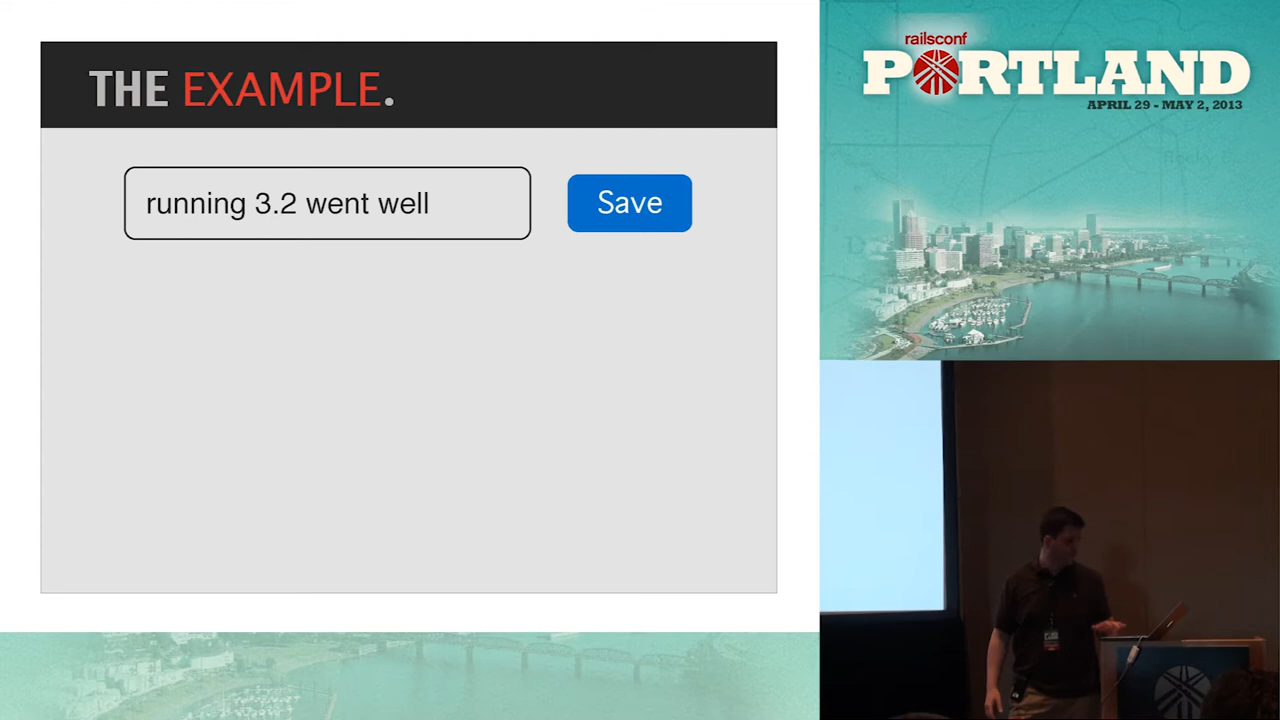 THE EXAMPLE.
running 3.2 went well
Save
railsconf
PORTLAND
APRIL 29 - MAY 2, 2013